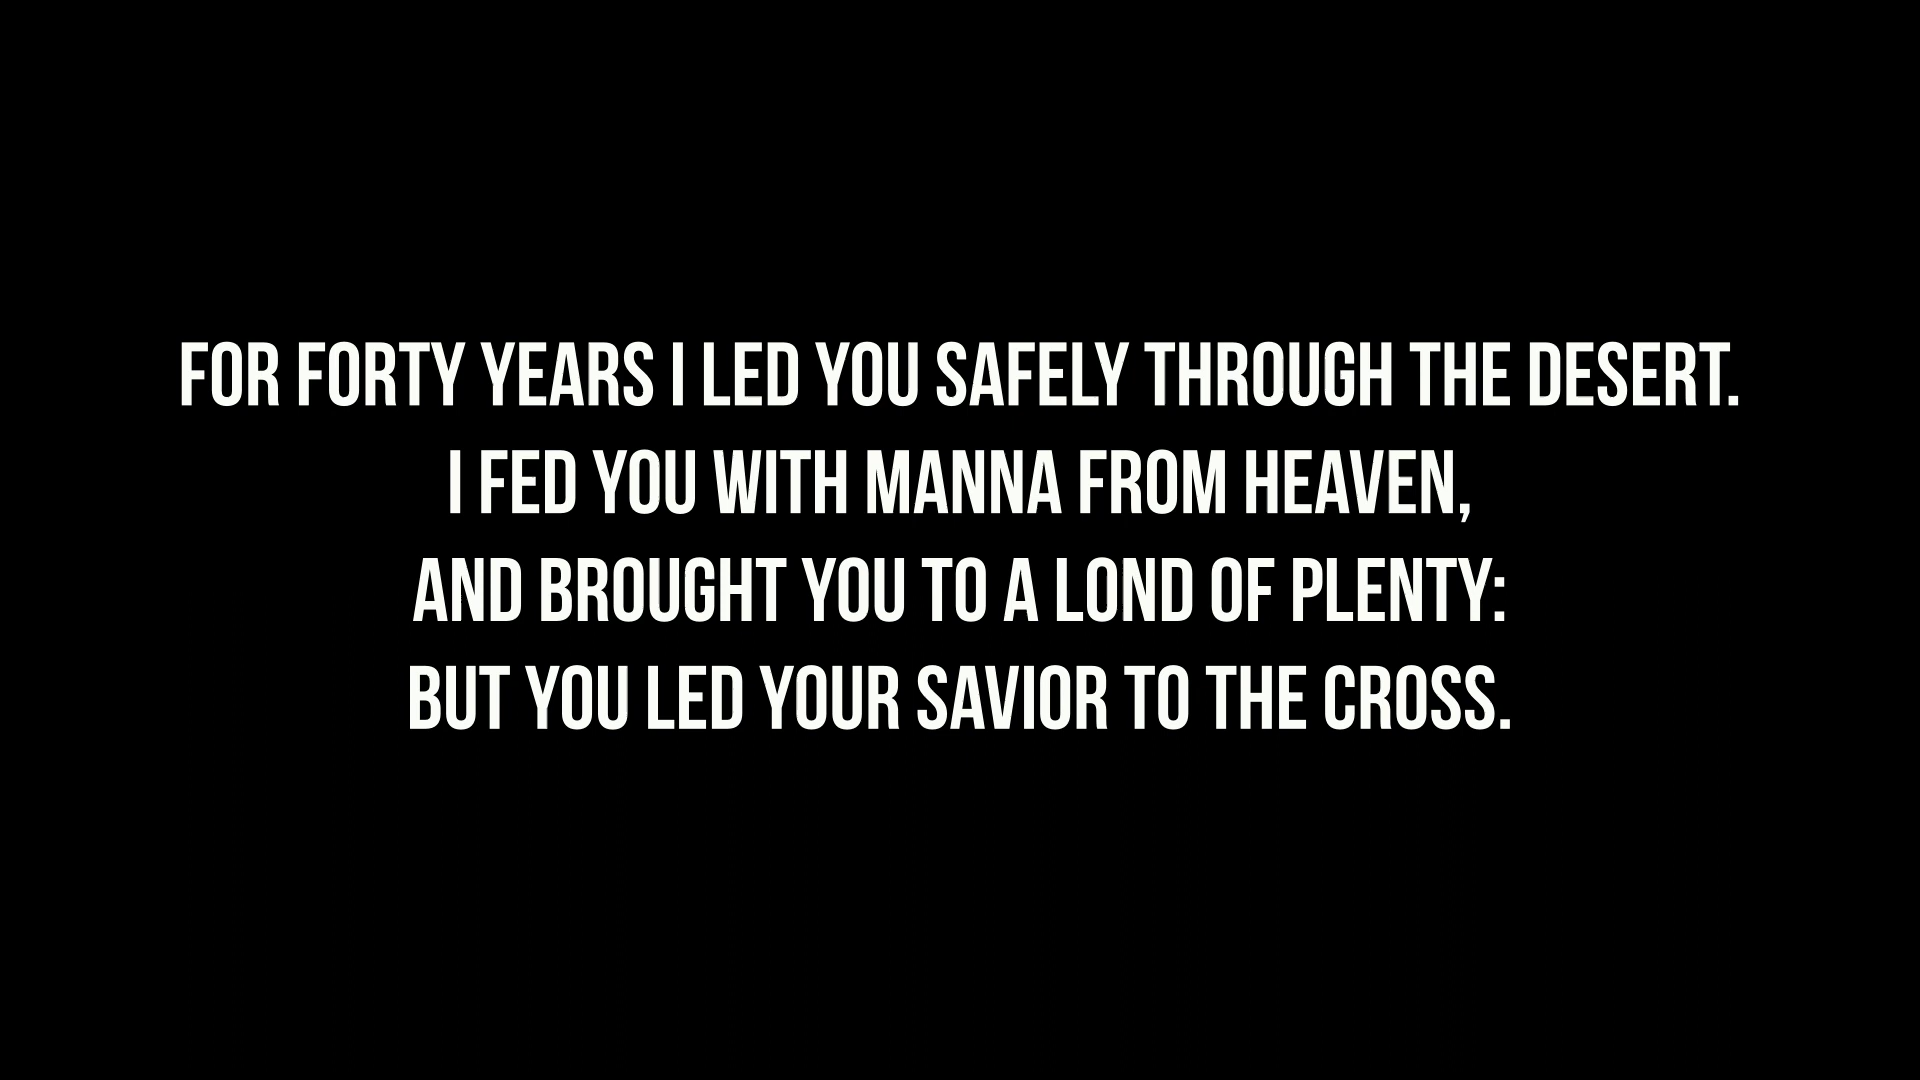 FOR FORTY YEARS I LED YOU SAFELY THROUGH THE DESERT.
I FED YOU WITH MANNA FROM HEAVEN,
AND BROUGHT YOU TO A LOND OF PLENTY:
BUT YOU LED YOUR SAVIOR TO THE CROSS.